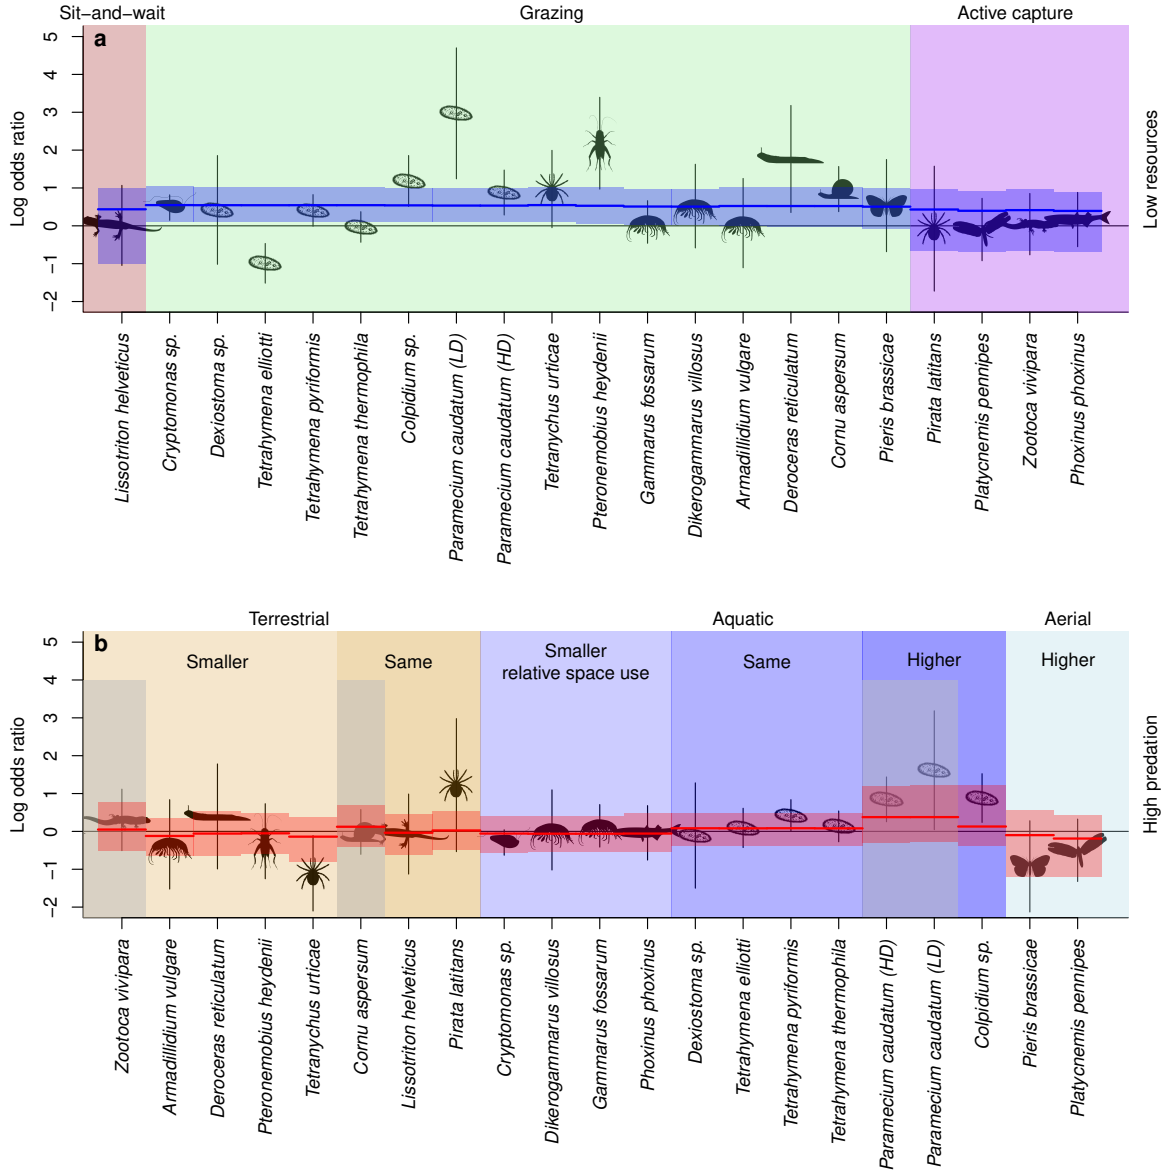 Sit−and−wait Grazing Active capture
a
5
4
3
2
1
0
−1
−2
Log odds ratio
Low resources
Lissotriton helveticus
Cryptomonas sp.
Dexiostoma sp.
Tetrahymena elliotti
Tetrahymena pyriformis
Tetrahymena thermophila
Colpidium sp.
Paramecium caudatum (LD)
Paramecium caudatum (HD)
Tetranychus urticae
Pteronemobius heydenii
Gammarus fossarum
Dikerogammarus villosus
Armadillidium vulgare
Deroceras reticulatum
Cornu aspersum
Pieris brassicae
Pirata latitans
Platycnemis pennipes
Zootoca vivipara
Phoxinus phoxinus
Terrestrial Aquatic Aerial
b
Smaller Same Smaller
relative space use Same Higher Higher
5
4
3
2
1
0
−1
−2
Log odds ratio
High predation
Zootoca vivipara
Armadillidium vulgare
Deroceras reticulatum
Pteronemobius heydenii
Tetranychus urticae
Cornu aspersum
Lissotriton helveticus
Pirata latitans
Cryptomonas sp.
Dikerogammarus villosus
Gammarus fossarum
Phoxinus phoxinus
Dexiostoma sp.
Tetrahymena elliotti
Tetrahymena pyriformis
Tetrahymena thermophila
Paramecium caudatum (HD)
Paramecium caudatum (LD)
Colpidium sp.
Pieris brassicae
Platycnemis pennipes